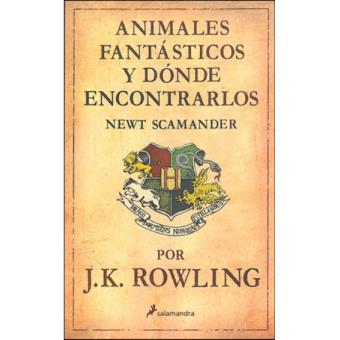 ANIMALES
FANTÁSTICOS
Y DÓNDE
ENCONTRARLOS
NEWT SCAMANDER
H
POR
J.K. ROWLING
salamandra